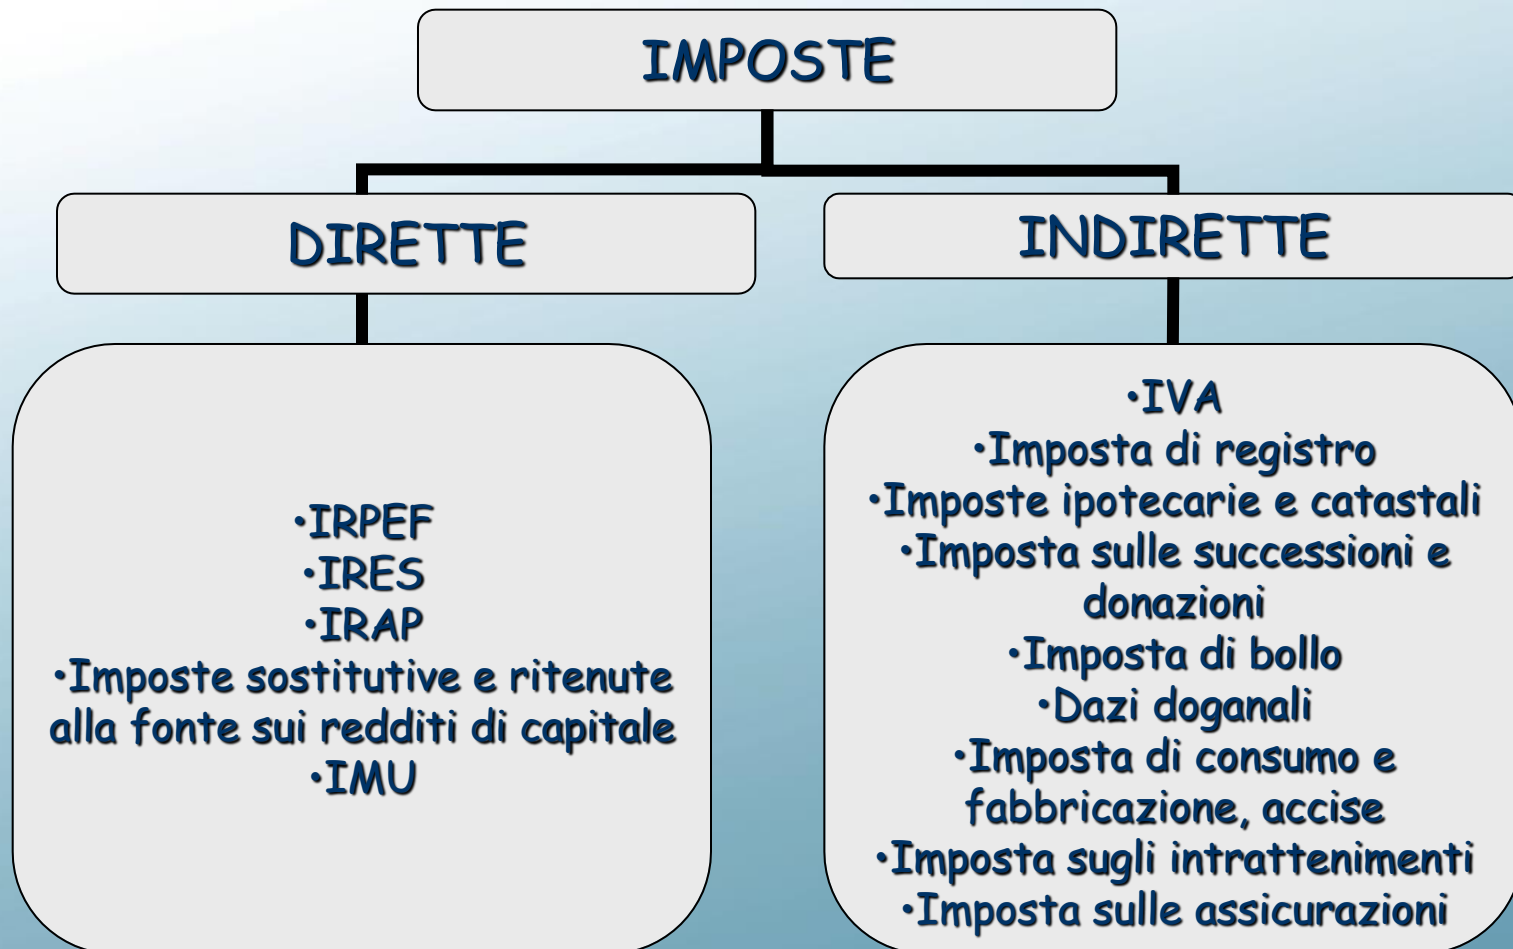 IMPOSTE
DIRETTE
INDIRETTE
•IRPEF
•IRES
•IRAP
•Imposte sostitutive e ritenute
alla fonte sui redditi di capitale
•IMU
•IVA
•Imposta di registro
•Imposte ipotecarie e catastali
•Imposta sulle successioni e
donazioni
•Imposta di bollo
•Dazi doganali
•Imposta di consumo e
fabbricazione, accise
•Imposta sugli intrattenimenti
•Imposta sulle assicurazioni